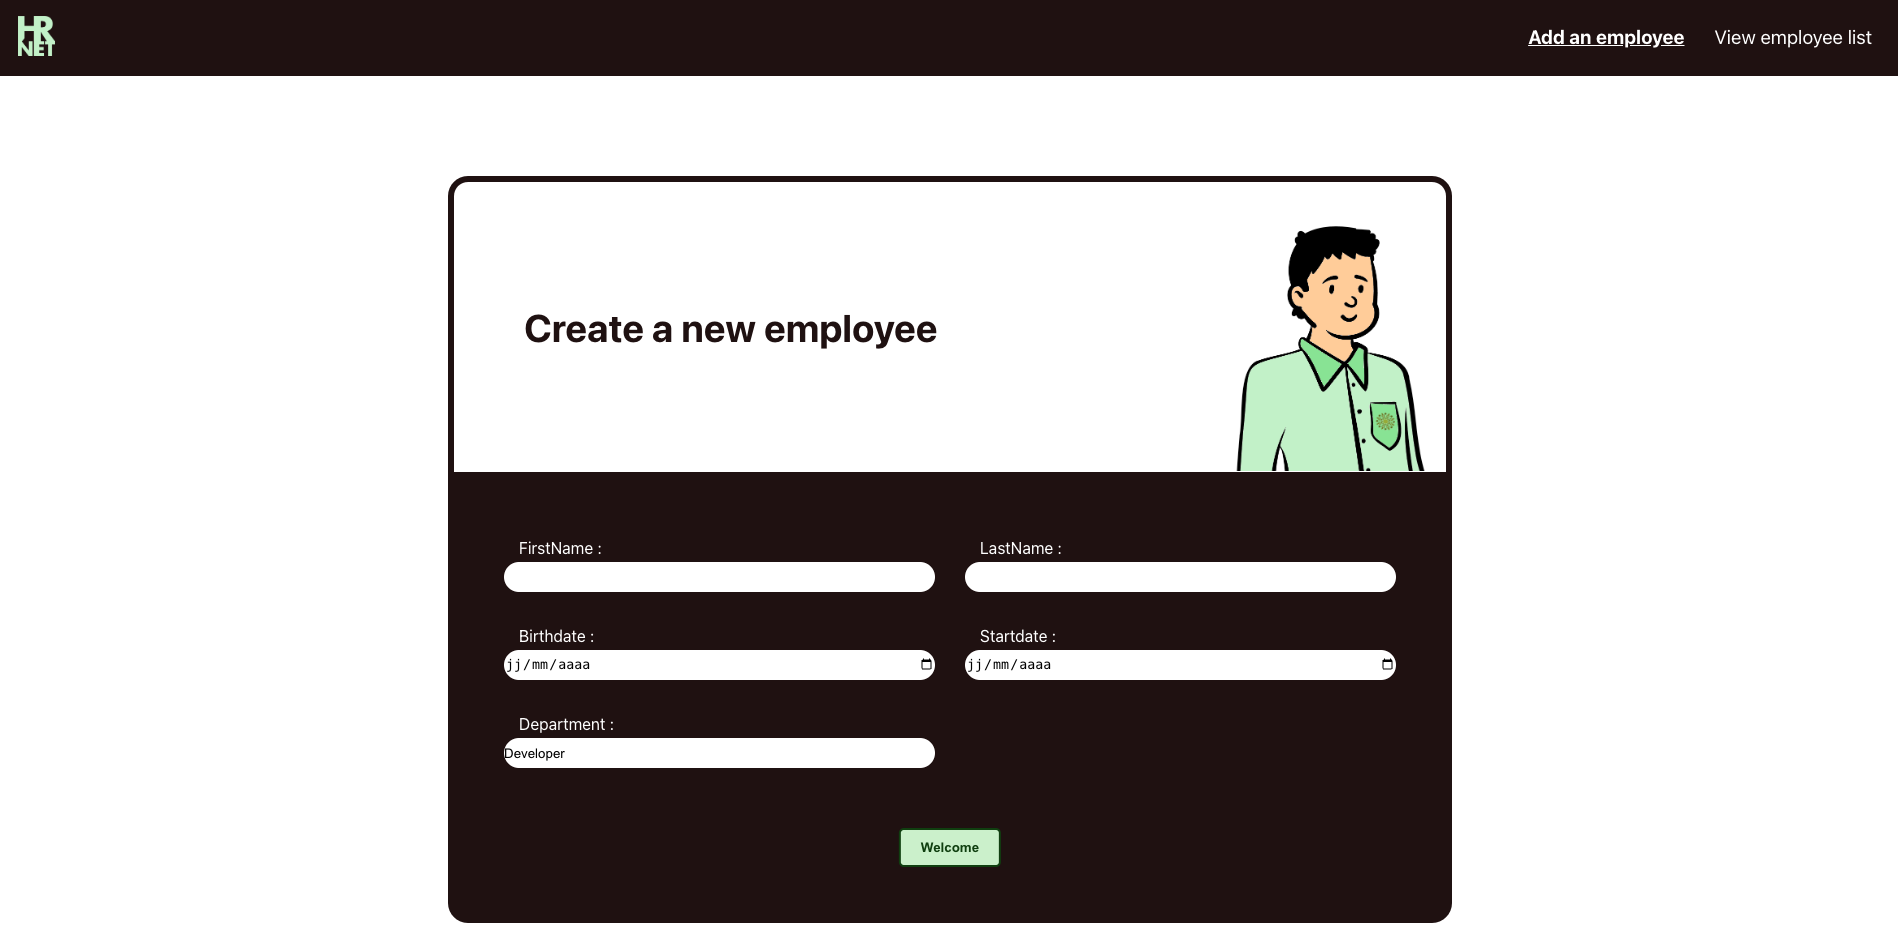 HR
NET
Add an employee View employee list
Create a new employee
FirstName : LastName :
Birthdate : Startdate :
jj/mm/aaaa jj/mm/aaaa
Department :
Developer
Welcome